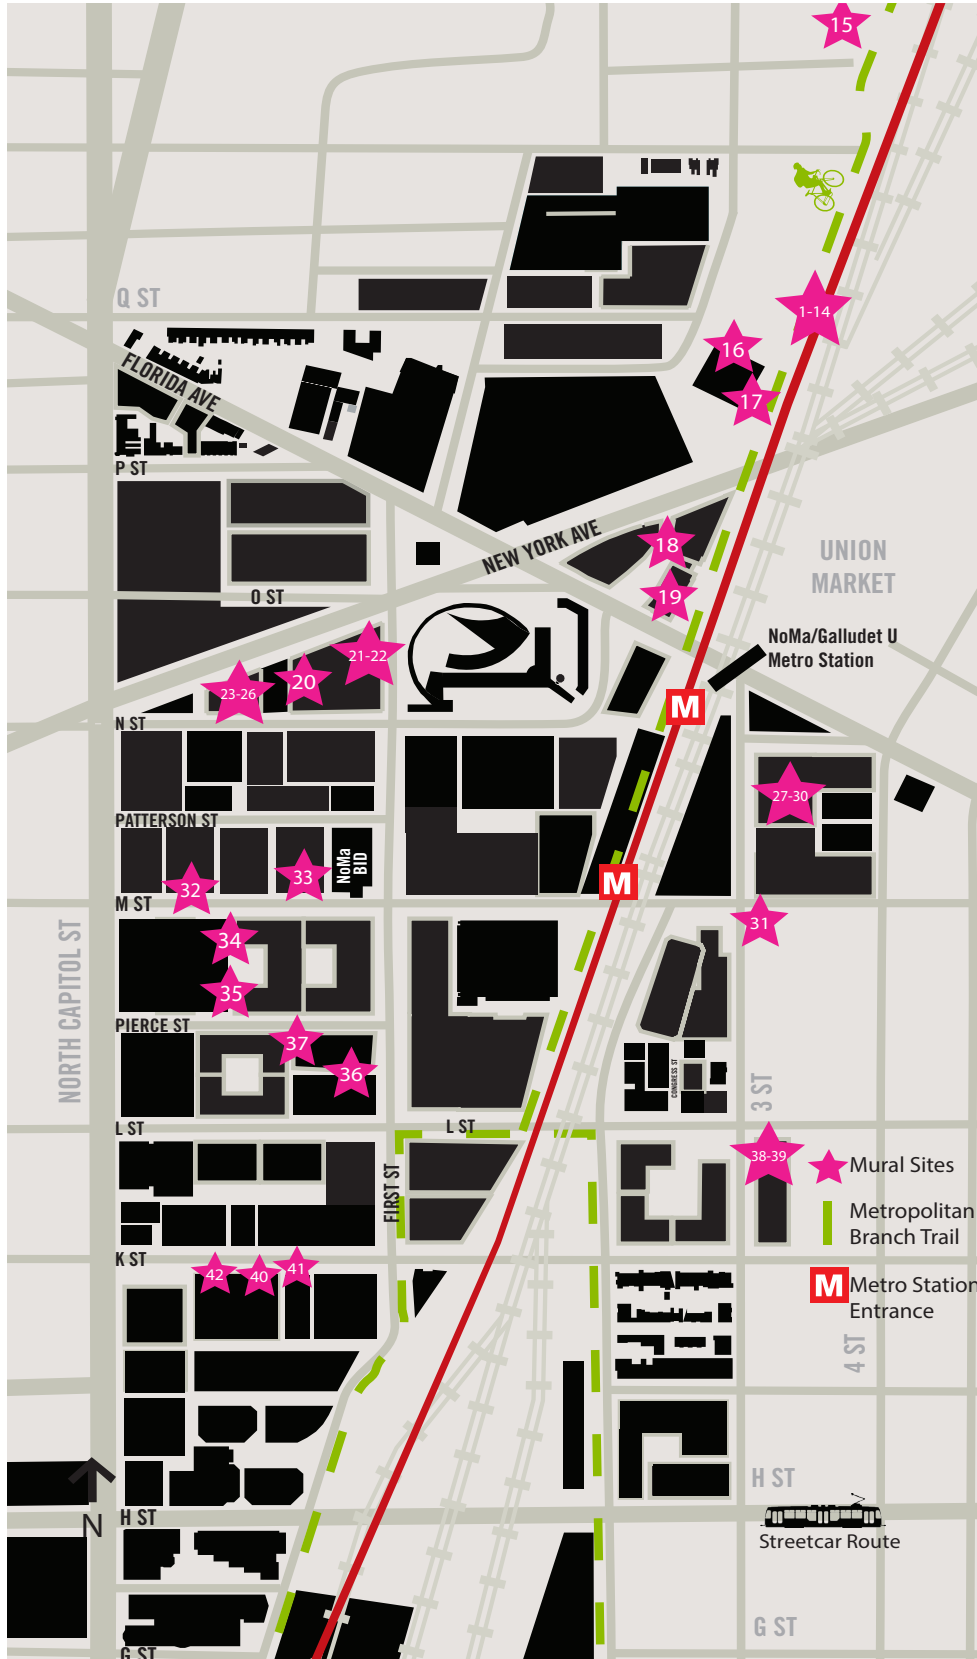 15
Q ST
1-14
16
FLORIDA AVE
17
P ST
NEW YORK AVE
18
UNION
MARKET
19
O ST
NoMa/Galludet U
Metro Station
21-22
20
23-26
M
N ST
27-30
PATTERSON ST
NoMa
BID
33
32
M
M ST
31
34
NORTH CAPITOL ST
35
PIERCE ST
37
36
CONGRESS ST
3 ST
L ST
L ST
38-39
Mural Sites
FIRST ST
Metropolitan
Branch Trail
K ST
42
40
41
M
Metro Station
Entrance
4 ST
H ST
N
H ST
Streetcar Route
G ST
G ST